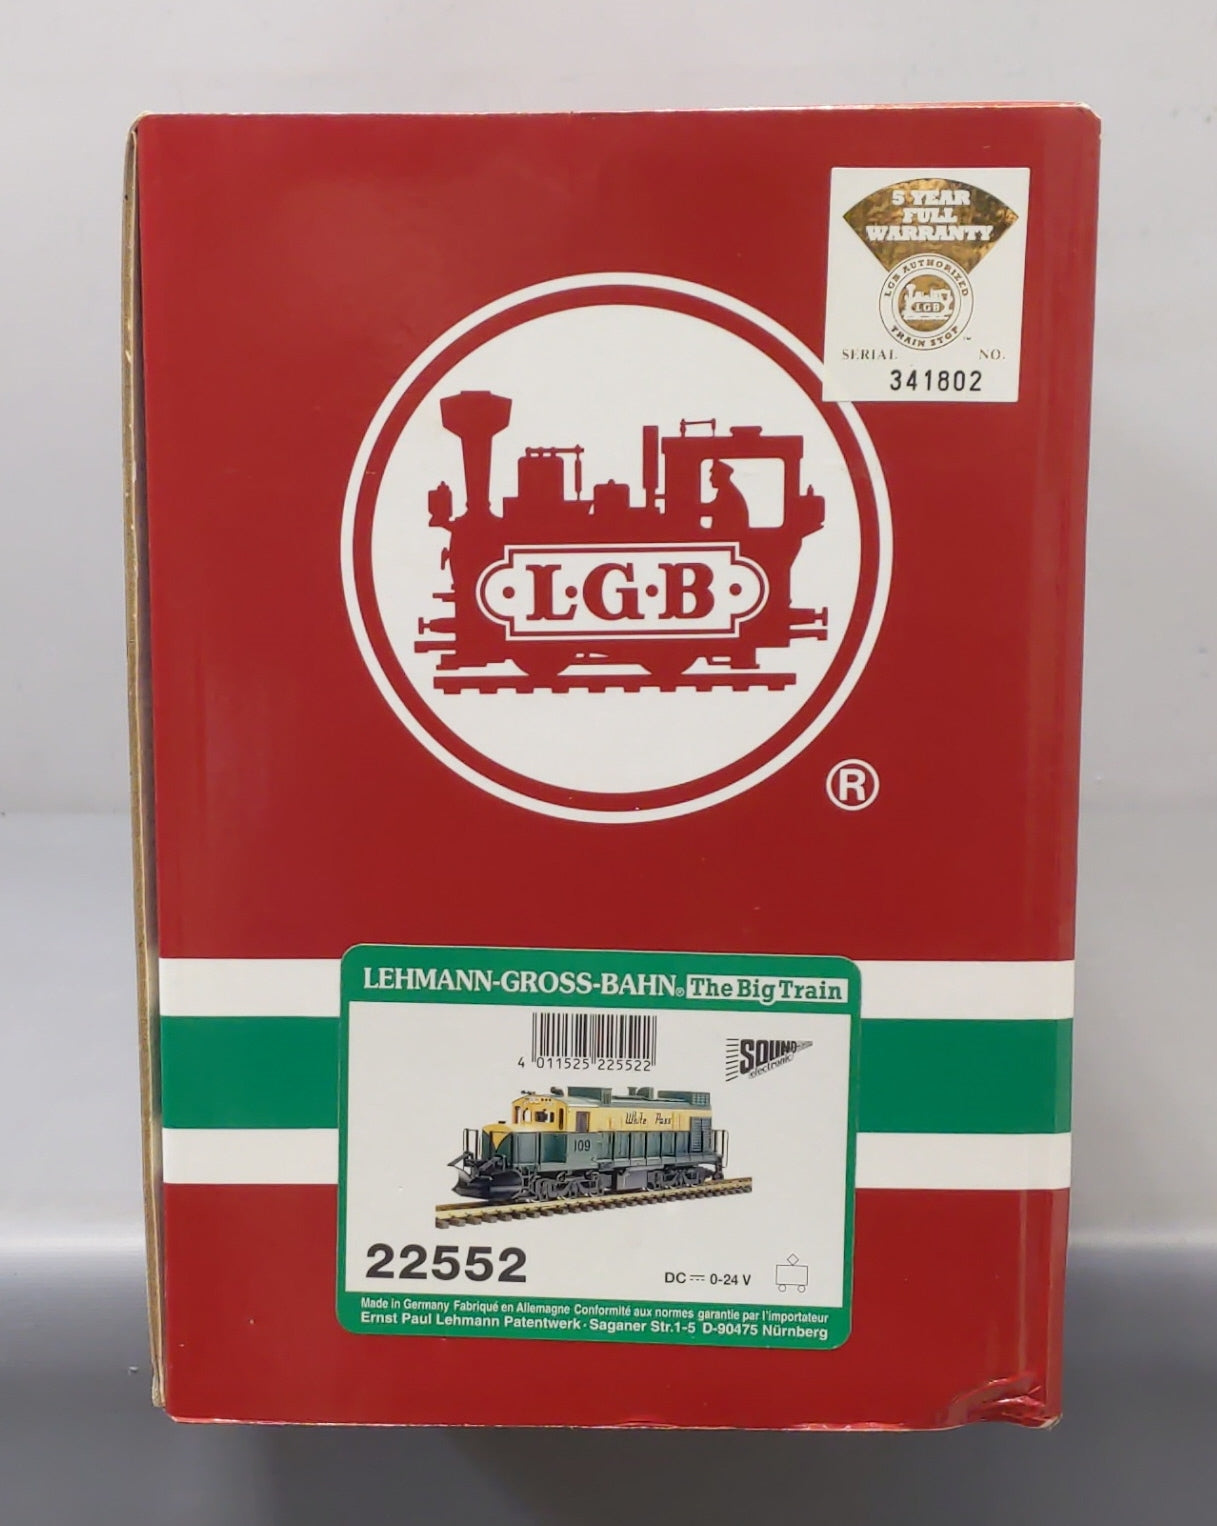 5 YEAR
FULL
WARRANTY
LGB AUTHORIZED
LGB
TRAIN STOP ™
SERIAL NO.
341802
L·G·B
®
LEHMANN-GROSS-BAHN® The Big Train
4 011525 225522
SOUND
electronic
White Pass
109
22552
DC 0-24 V
Made in Germany Fabriqué en Allemagne Conformité aux normes garantie par l'importateur
Ernst Paul Lehmann Patentwerk · Saganer Str.1-5 D-90475 Nürnberg